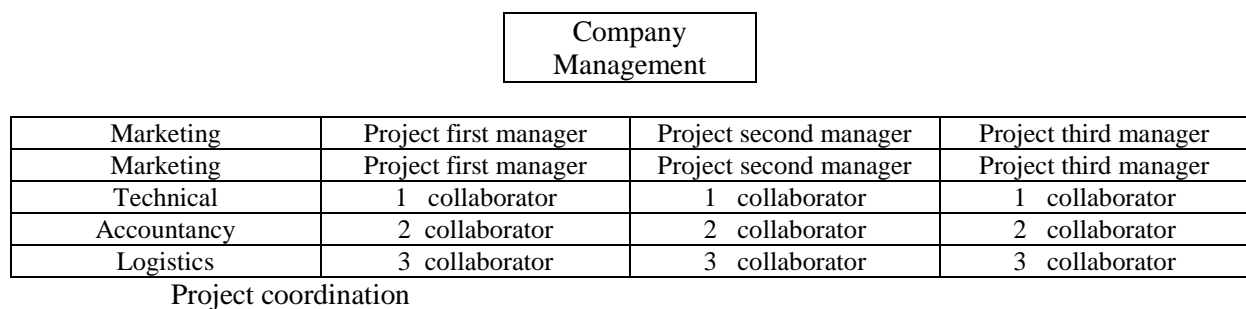 Company
Management
Marketing Project first manager Project second manager Project third manager
Marketing Project first manager Project second manager Project third manager
Technical 1 collaborator 1 collaborator 1 collaborator
Accountancy 2 collaborator 2 collaborator 2 collaborator
Logistics 3 collaborator 3 collaborator 3 collaborator
Project coordination